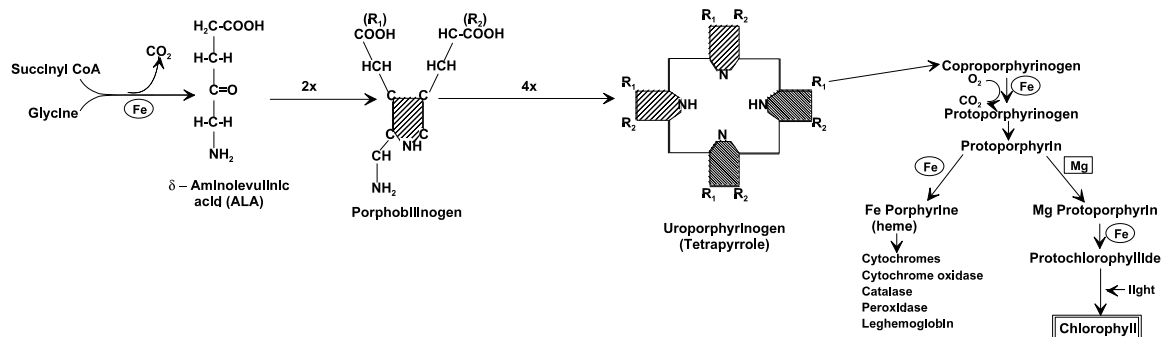 Succinyl CoA
Glycine
CO2
Fe
H2C-COOH
C-H-H
C=O
C-H-H
NH2
δ – Aminolevulinic
acid (ALA)
2x
(R1)
COOH
HCH
(R2)
HC-COOH
HCH
C
C
C
C
NH
CH
NH2
Porphobilinogen
4x
R1 R2
N
R1
NH
R2
R1
HN
R2
N
R1 R2
Uroporphyrinogen
(Tetrapyrrole)
Coproporphyrinogen
O2
Fe
CO2
Protoporphyrinogen
Protoporphyrin
Fe
Mg
Fe Porphyrine
(heme)
Cytochromes
Cytochrome oxidase
Catalase
Peroxidase
Leghemoglobin
Mg Protoporphyrin
Fe
Protochlorophyllide
light
Chlorophyll